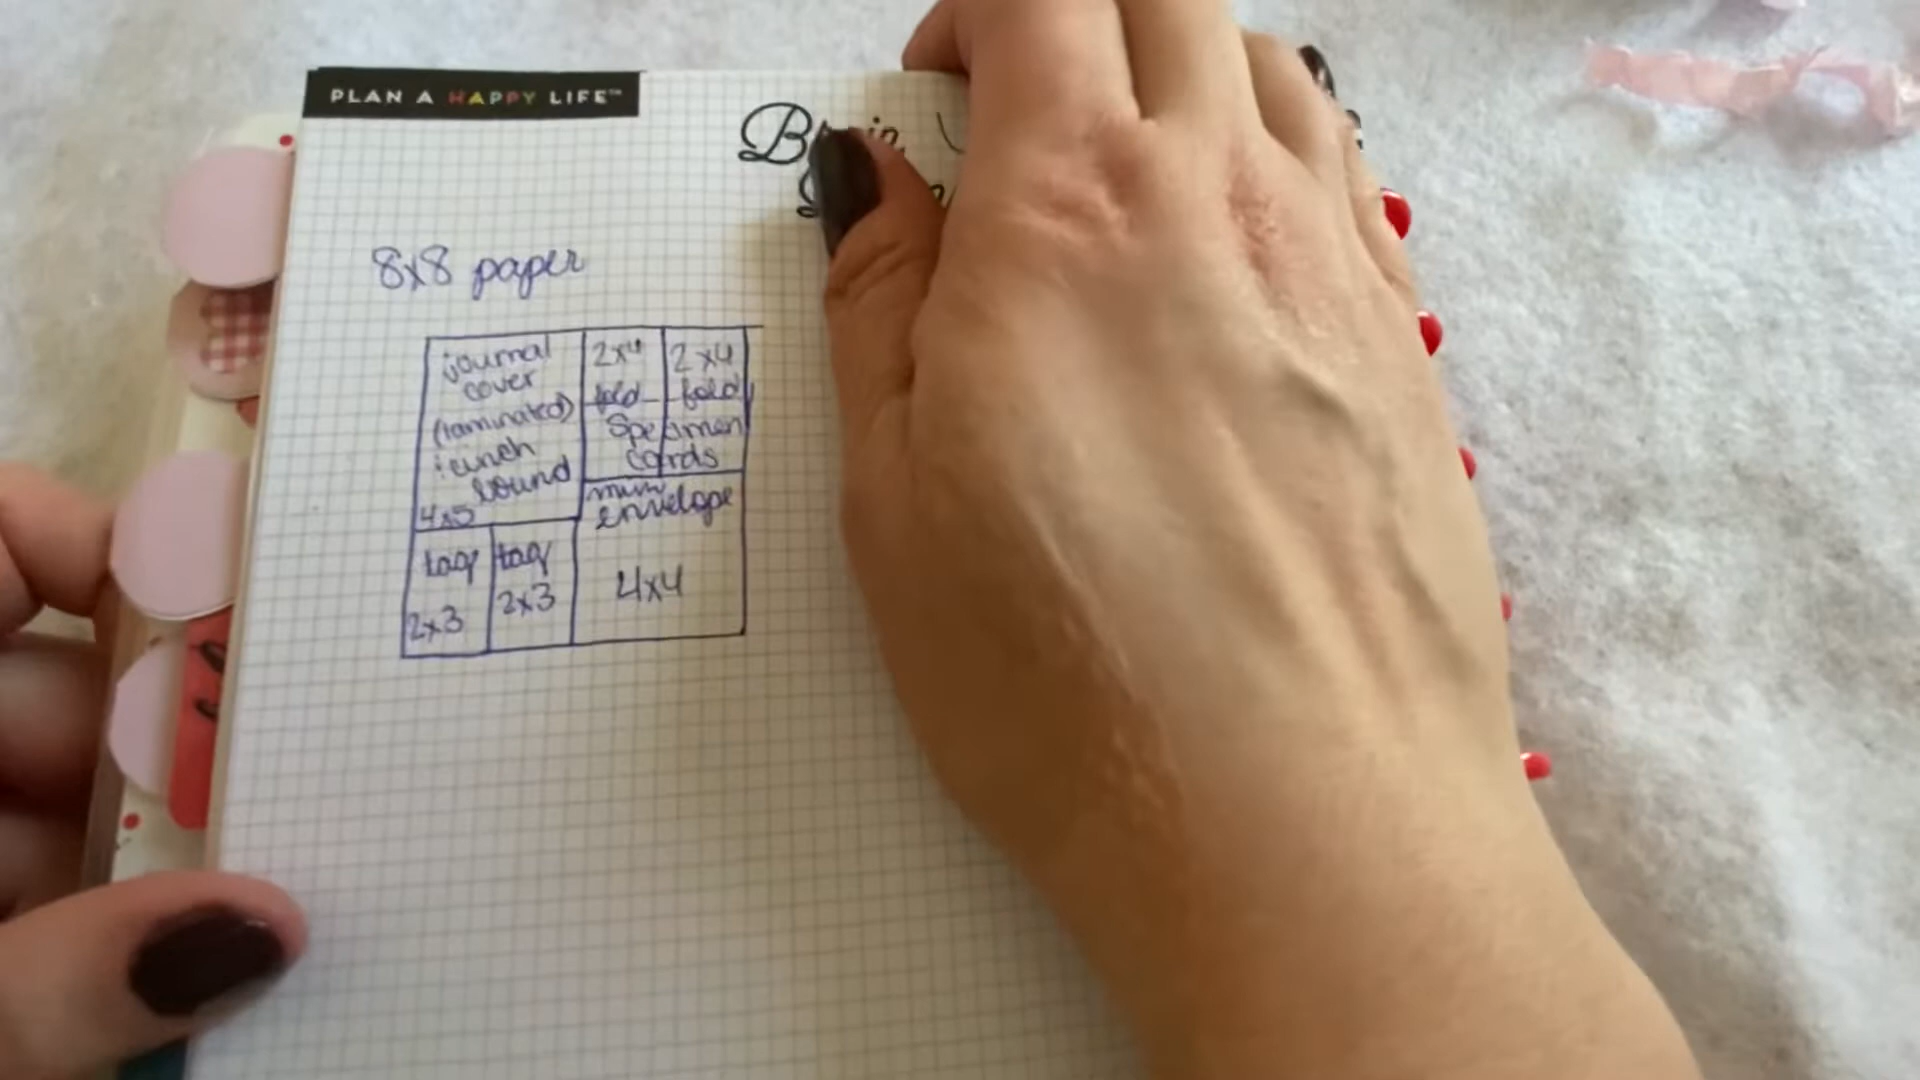 PLAN A HAPPY LIFE™
8x8 paper
journal
cover
(laminated)
cinch
bound
4x5
2x4
fold
2x4
fold
Specimen
cards
mini
envelope
4x4
tag
2x3
tag
2x3